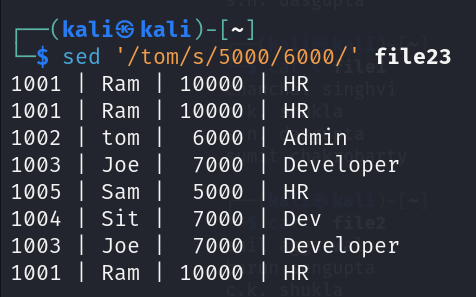 ┌──(kali㉿kali)-[~]
└─$ sed '/tom/s/5000/6000/' file23
1001 | Ram | 10000 | HR
1001 | Ram | 10000 | HR
1002 | tom |  6000 | Admin
1003 | Joe |  7000 | Developer
1005 | Sam |  5000 | HR
1004 | Sit |  7000 | Dev
1003 | Joe |  7000 | Developer
1001 | Ram | 10000 | HR